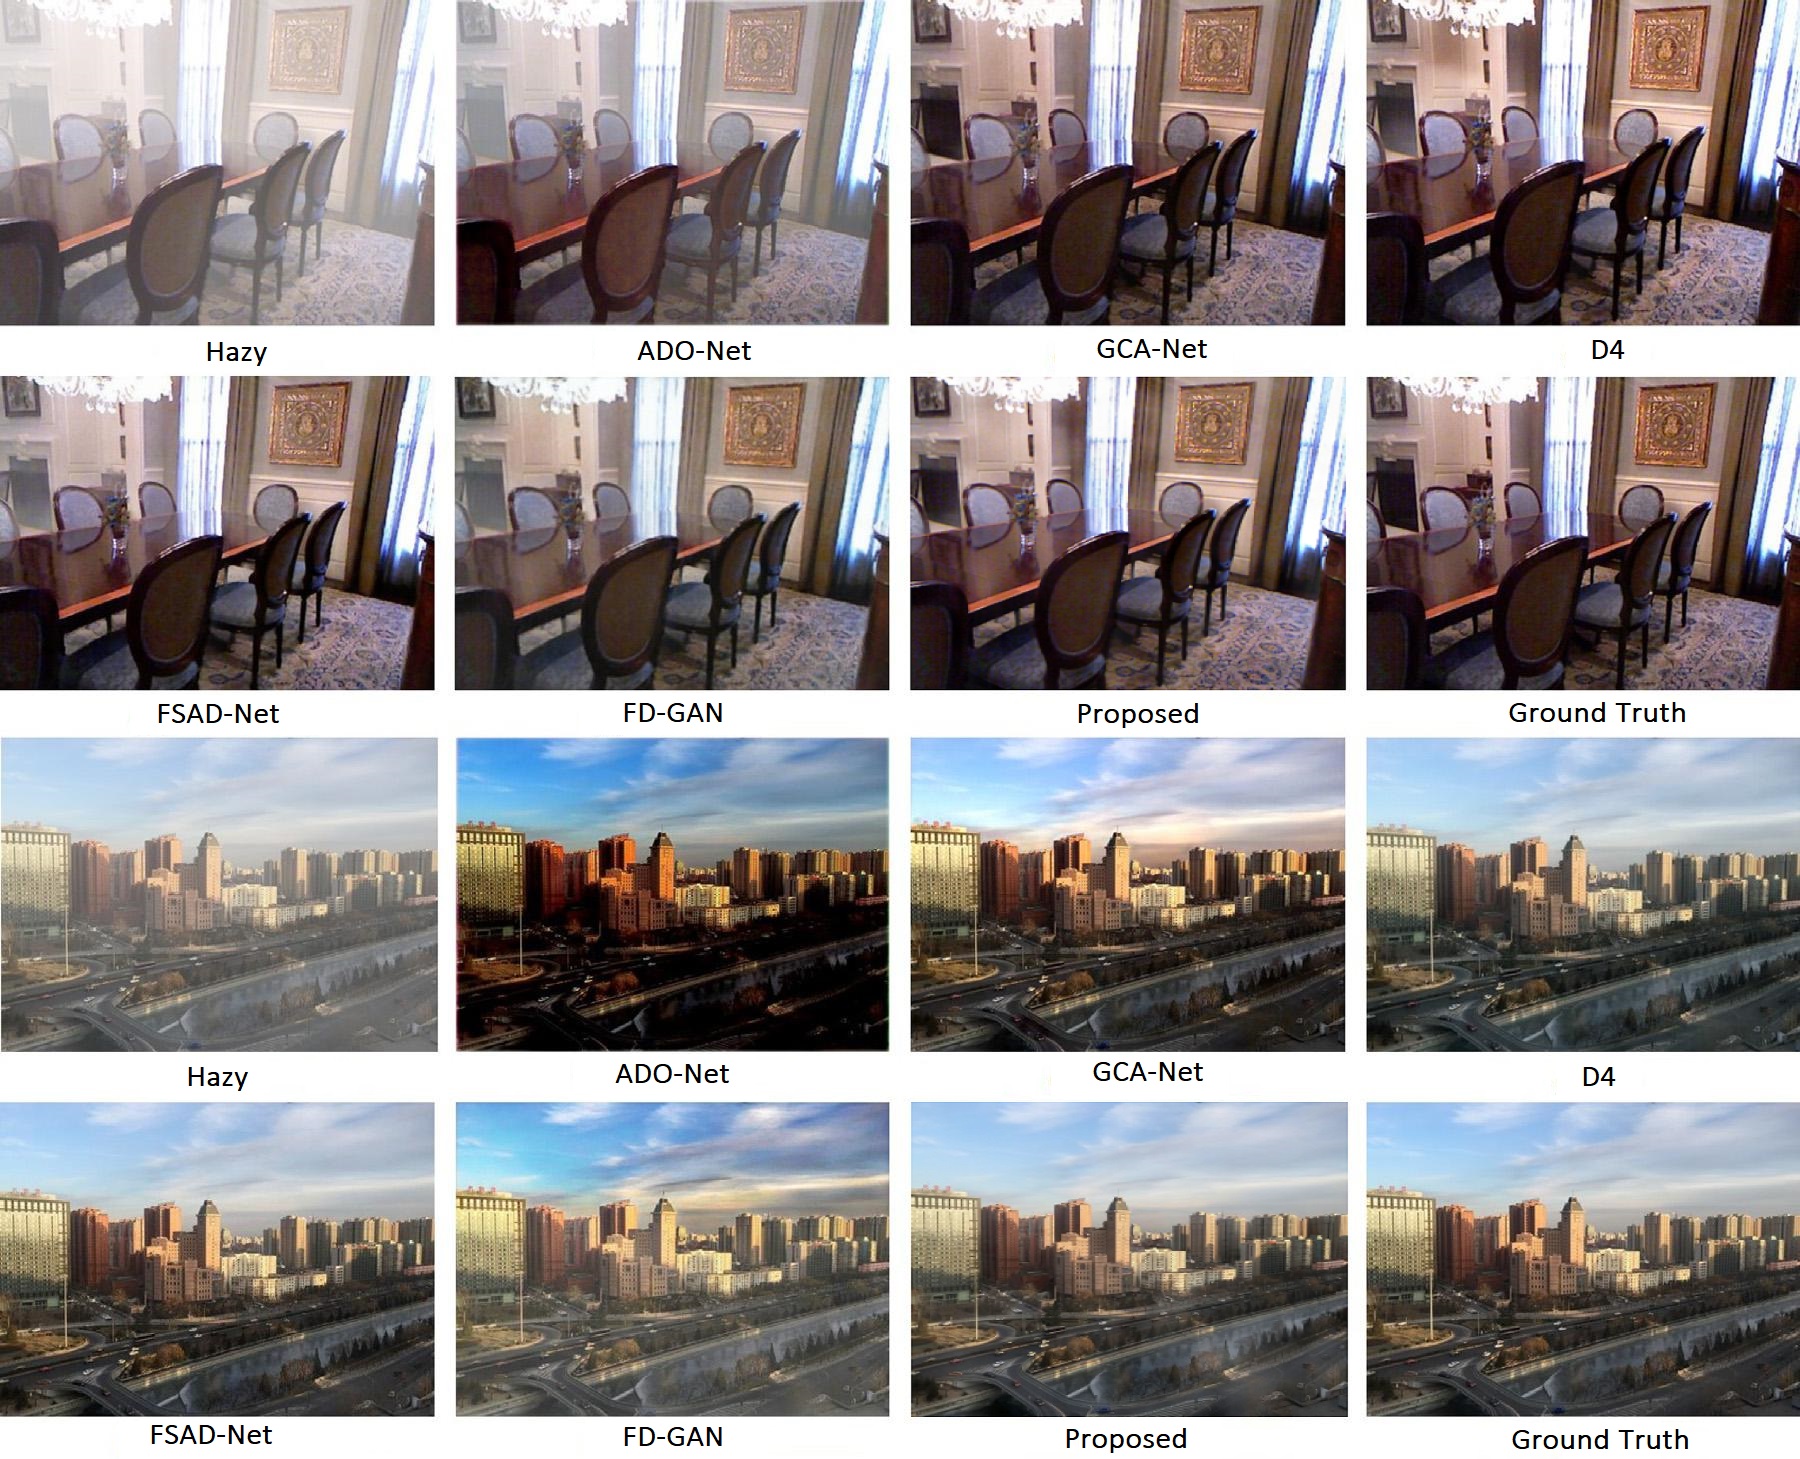 Hazy
ADO-Net
GCA-Net
D4
FSAD-Net
FD-GAN
Proposed
Ground Truth
Hazy
ADO-Net
GCA-Net
D4
FSAD-Net
FD-GAN
Proposed
Ground Truth